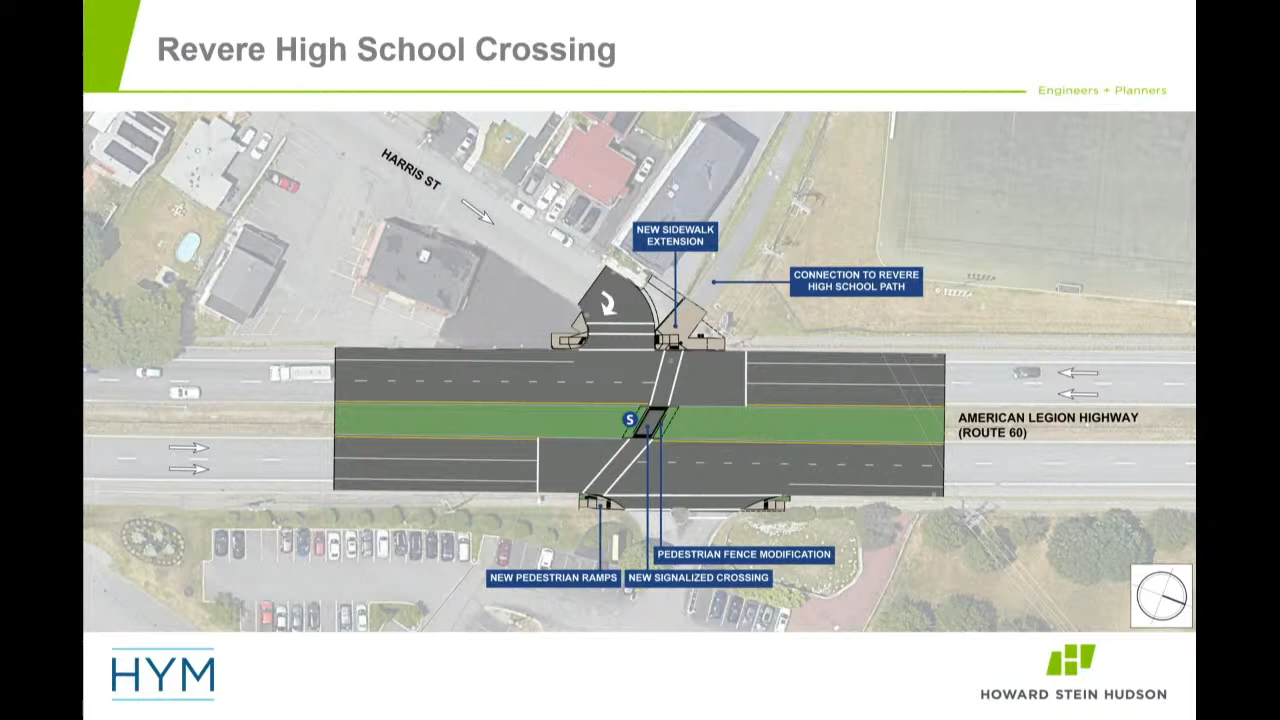 Revere High School Crossing
Engineers + Planners
HARRIS ST
NEW SIDEWALK
EXTENSION
CONNECTION TO REVERE
HIGH SCHOOL PATH
S
AMERICAN LEGION HIGHWAY
(ROUTE 60)
PEDESTRIAN FENCE MODIFICATION
NEW PEDESTRIAN RAMPS
NEW SIGNALIZED CROSSING
HYM
HOWARD STEIN HUDSON